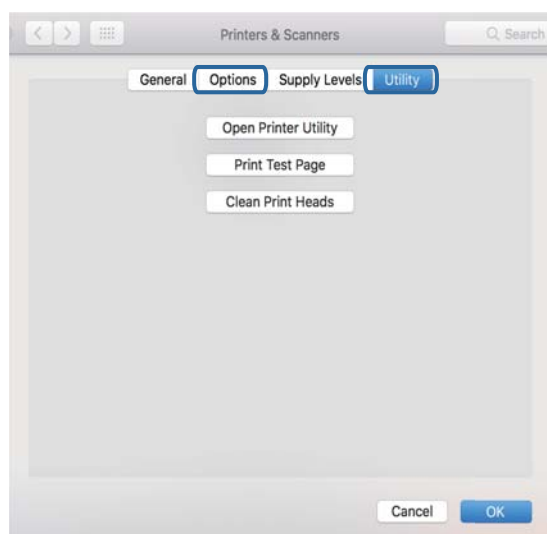 Printers & Scanners Search
General Options Supply Levels Utility
Open Printer Utility
Print Test Page
Clean Print Heads
Cancel OK